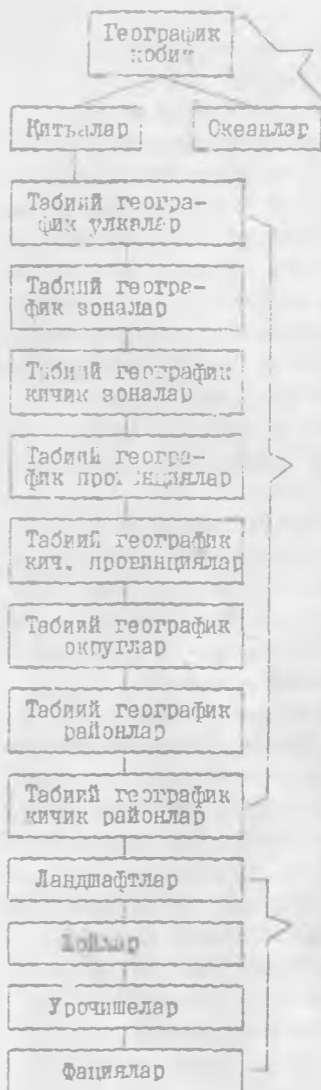 Географик
қобиқ
Қитъалар
Океанлар
Табиий геогра-
фик ўлкалар
Табиий геогра-
фик зоналар
Табиий географик
кичик зоналар
Табиий геогра-
фик провинциялар
Табиий географик
кич. провинциялар
Табиий географик
округлар
Табиий географик
районлар
Табиий географик
кичик районлар
Ландшафтлар
Жойлар
Урочишелар
Фациялар